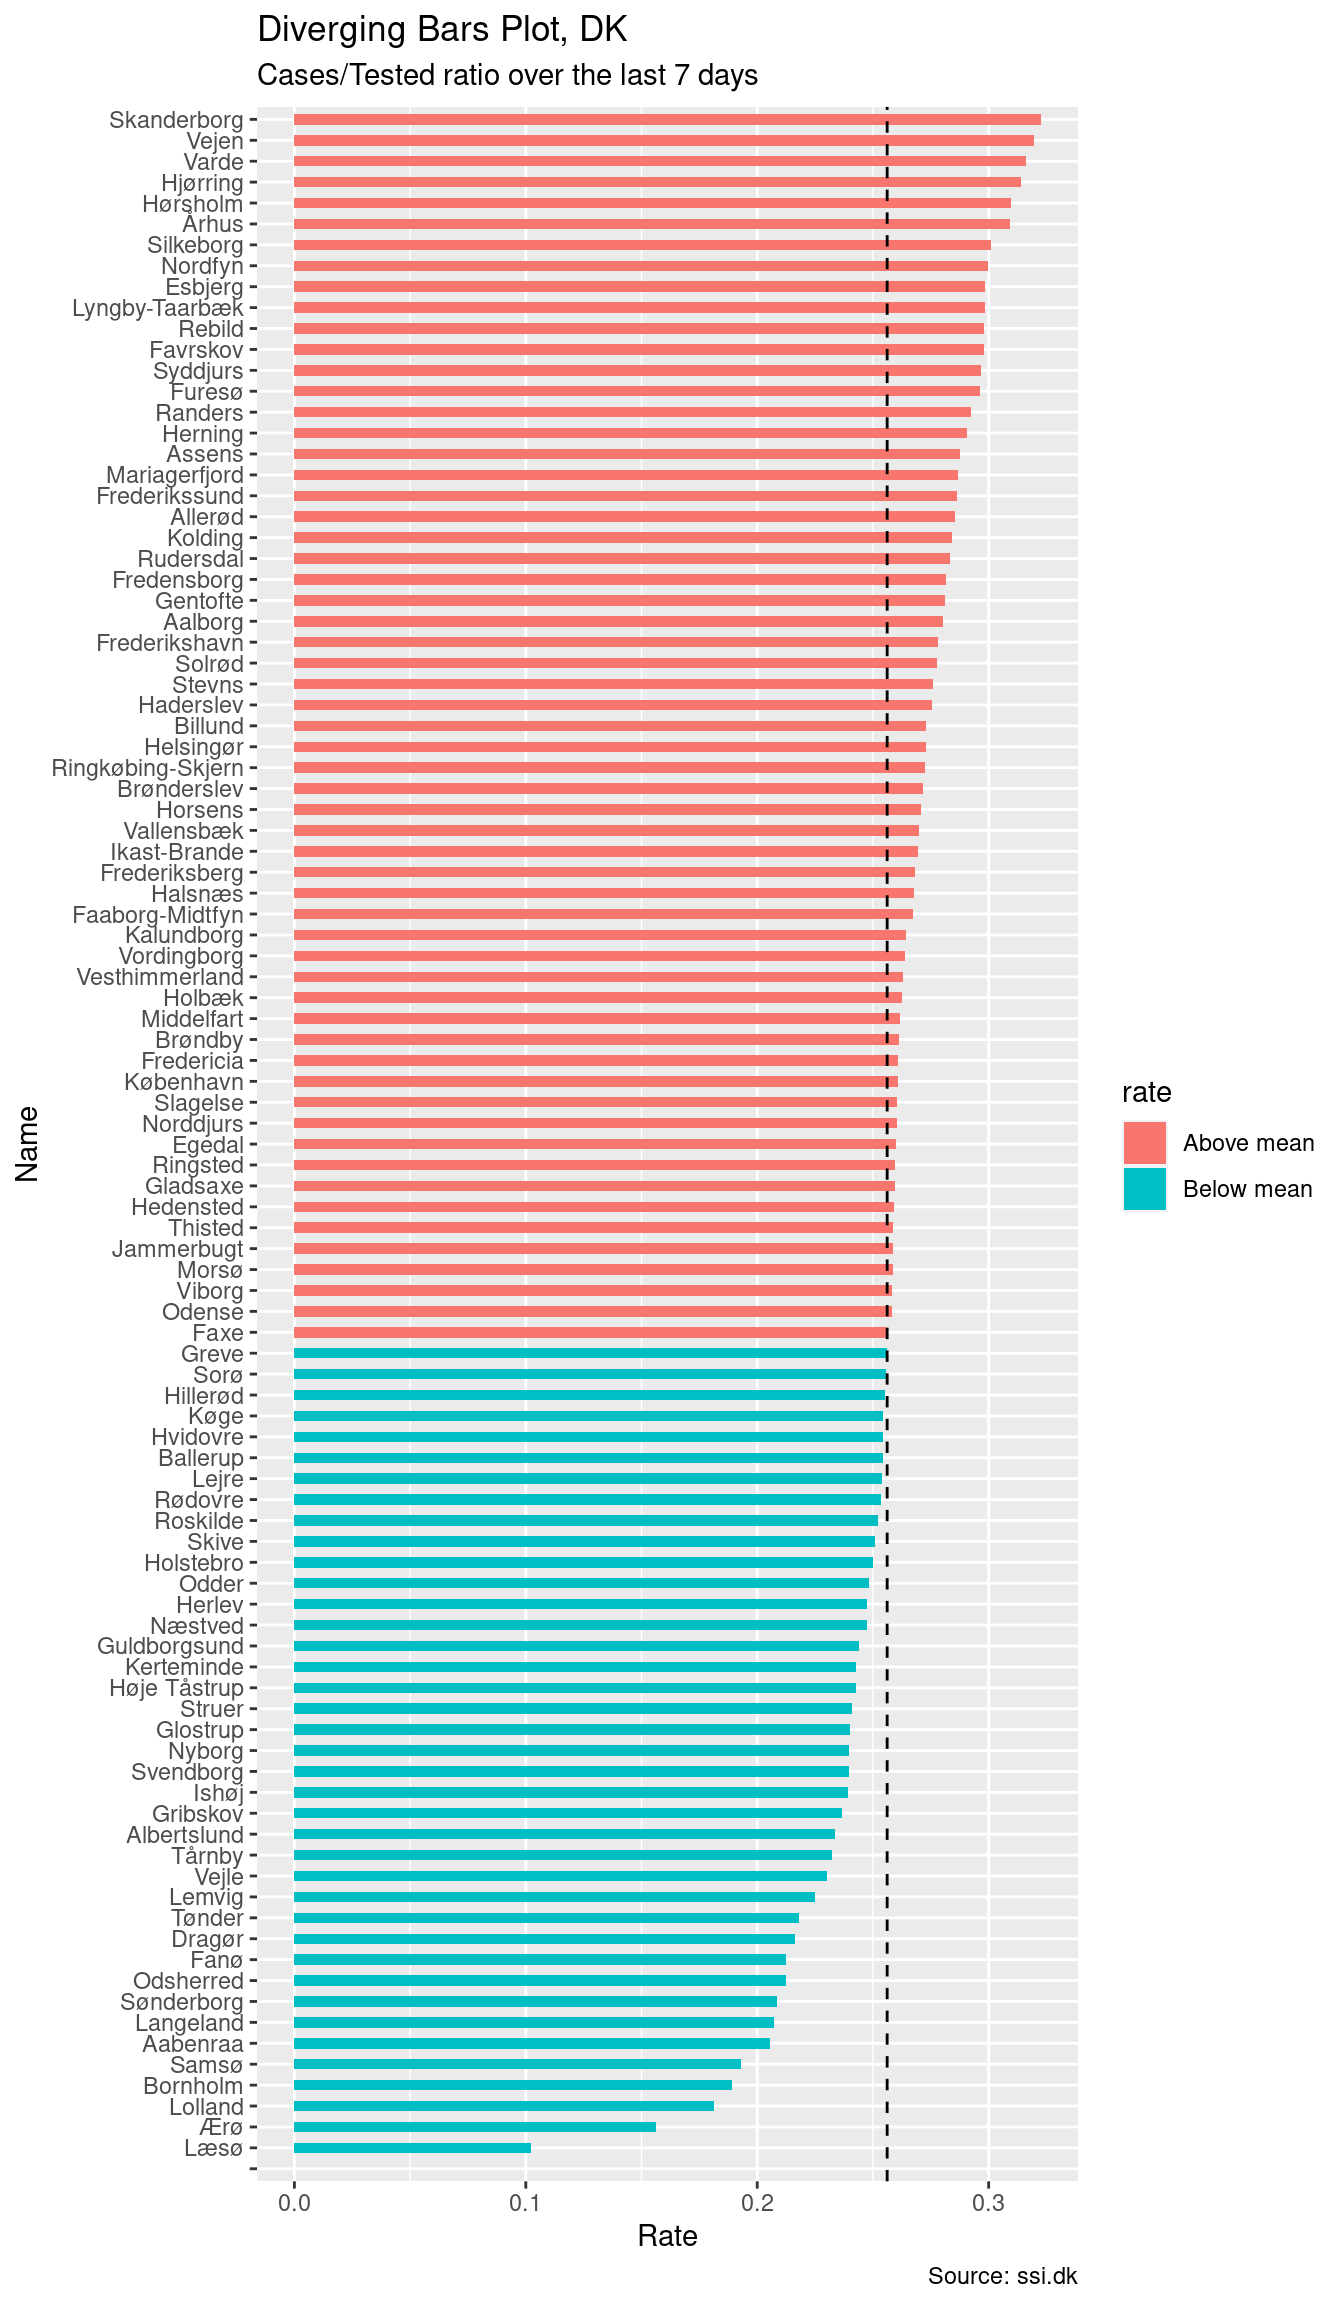 Diverging Bars Plot, DK
Cases/Tested ratio over the last 7 days
Skanderborg
Vejen
Varde
Hjørring
Hørsholm
Århus
Silkeborg
Nordfyn
Esbjerg
Lyngby-Taarbæk
Rebild
Favrskov
Syddjurs
Furesø
Randers
Herning
Assens
Mariagerfjord
Frederikssund
Allerød
Kolding
Rudersdal
Fredensborg
Gentofte
Aalborg
Frederikshavn
Solrød
Stevns
Haderslev
Billund
Helsingør
Ringkøbing-Skjern
Brønderslev
Horsens
Vallensbæk
Ikast-Brande
Frederiksberg
Halsnæs
Faaborg-Midtfyn
Kalundborg
Vordingborg
Vesthimmerland
Holbæk
Middelfart
Brøndby
Fredericia
København
Slagelse
Norddjurs
Egedal
Ringsted
Gladsaxe
Hedensted
Thisted
Jammerbugt
Morsø
Viborg
Odense
Faxe
Greve
Sorø
Hillerød
Køge
Hvidovre
Ballerup
Lejre
Rødovre
Roskilde
Skive
Holstebro
Odder
Herlev
Næstved
Guldborgsund
Kerteminde
Høje Tåstrup
Struer
Glostrup
Nyborg
Svendborg
Ishøj
Gribskov
Albertslund
Tårnby
Vejle
Lemvig
Tønder
Dragør
Fanø
Odsherred
Sønderborg
Langeland
Aabenraa
Samsø
Bornholm
Lolland
Ærø
Læsø
Name
0.0 0.1 0.2 0.3
Rate
rate
Above mean
Below mean
Source: ssi.dk